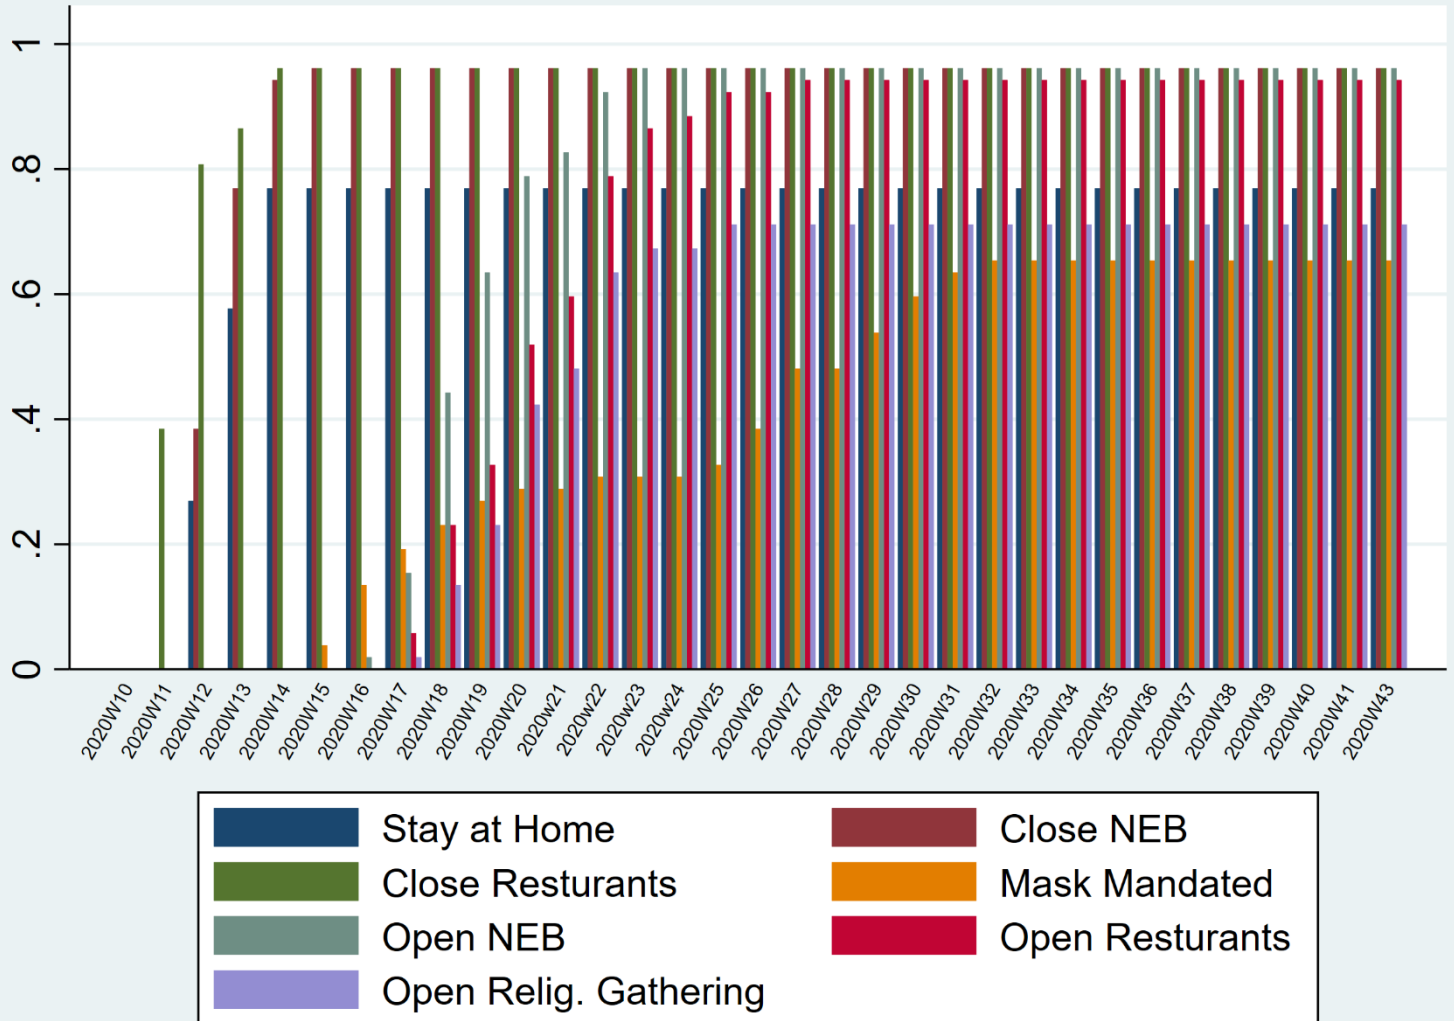 1
.8
.6
.4
.2
0
2020W10 2020W11 2020W12 2020W13 2020W14 2020W15 2020W16 2020W17 2020W18 2020W19 2020W20 2020w21 2020w22 2020w23 2020w24 2020W25 2020W26 2020W27 2020W28 2020W29 2020W30 2020W31 2020W32 2020W33 2020W34 2020W35 2020W36 2020W37 2020W38 2020W39 2020W40 2020W41 2020W43
Stay at Home Close NEB
Close Resturants Mask Mandated
Open NEB Open Resturants
Open Relig. Gathering